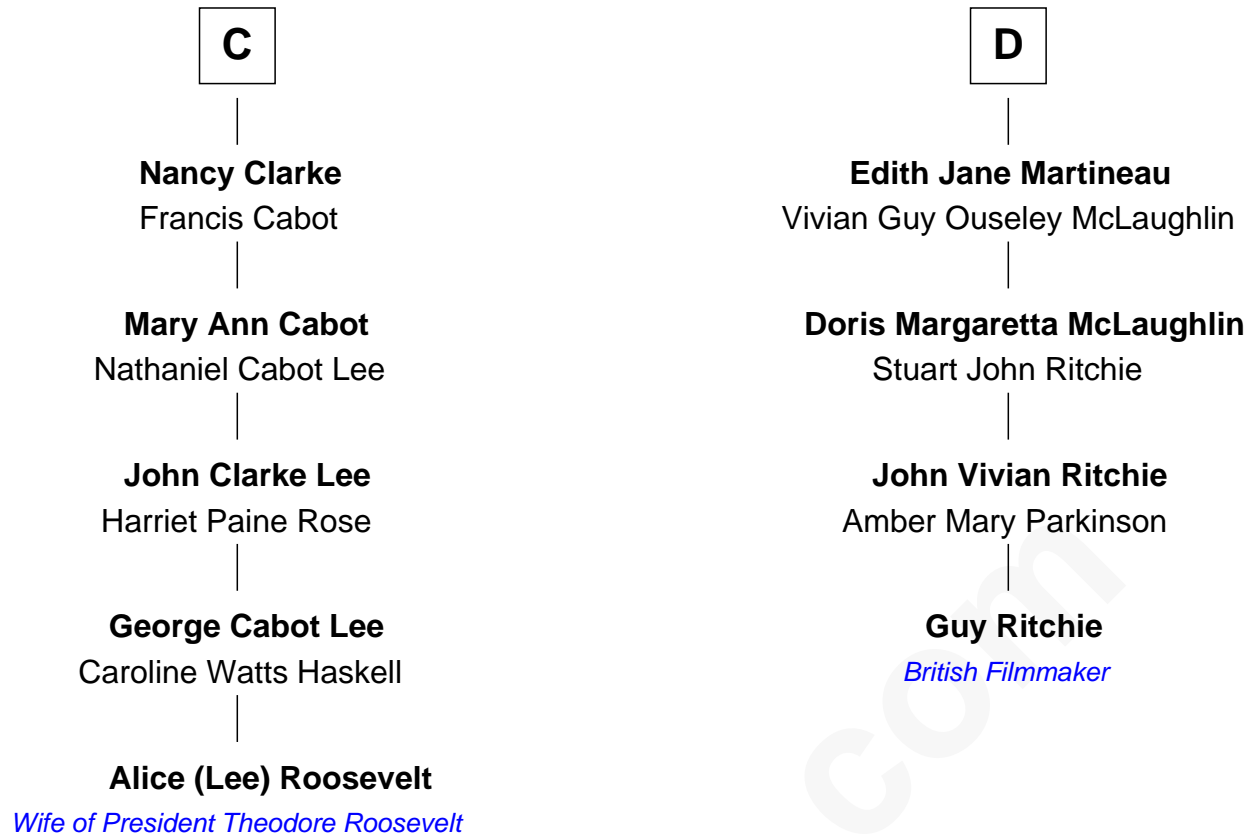 C
Nancy Clarke
Francis Cabot
Mary Ann Cabot
Nathaniel Cabot Lee
John Clarke Lee
Harriet Paine Rose
George Cabot Lee
Caroline Watts Haskell
Alice (Lee) Roosevelt
Wife of President Theodore Roosevelt
D
Edith Jane Martineau
Vivian Guy Ouseley McLaughlin
Doris Margaretta McLaughlin
Stuart John Ritchie
John Vivian Ritchie
Amber Mary Parkinson
Guy Ritchie
British Filmmaker
com